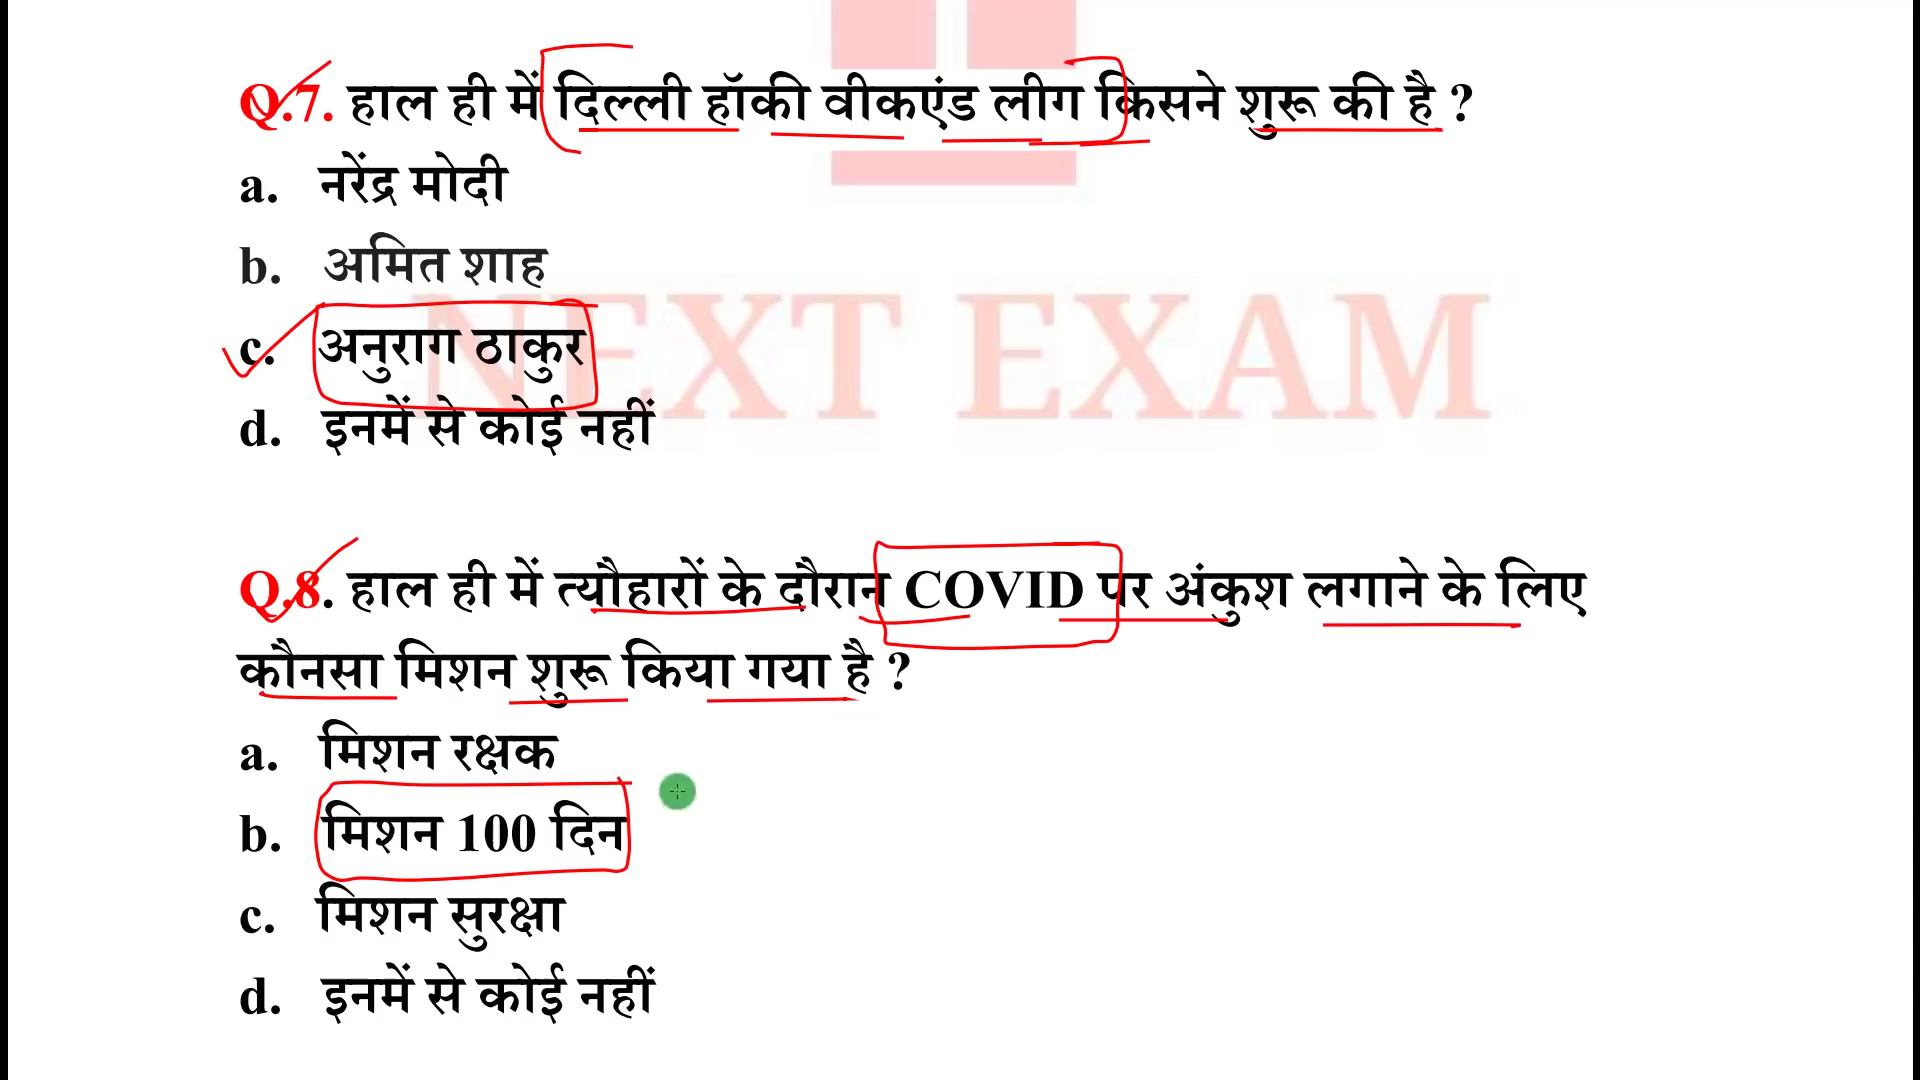 Q.7. हाल ही में दिल्ली हॉकी वीकएंड लीग किसने शुरू की है ?
a. नरेंद्र मोदी
b. अमित शाह
c. अनुराग ठाकुर
d. इनमें से कोई नहीं
NEXT EXAM
Q.8. हाल ही में त्यौहारों के दौरान COVID पर अंकुश लगाने के लिए
कौनसा मिशन शुरू किया गया है ?
a. मिशन रक्षक
b. मिशन 100 दिन
c. मिशन सुरक्षा
d. इनमें से कोई नहीं